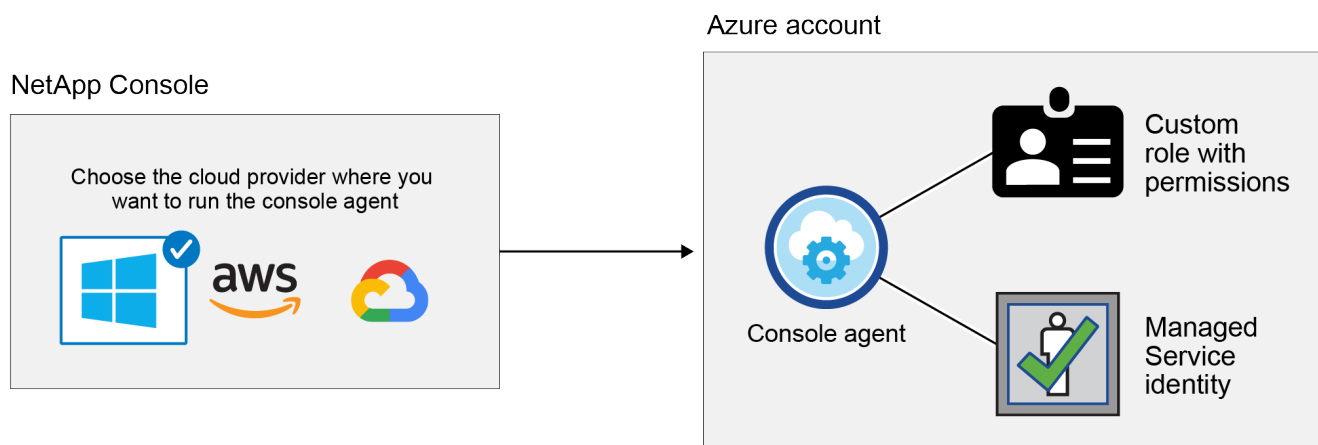 Azure account
NetApp Console
Choose the cloud provider where you
want to run the console agent
aws
Console agent
Custom
role with
permissions
Managed
Service
identity